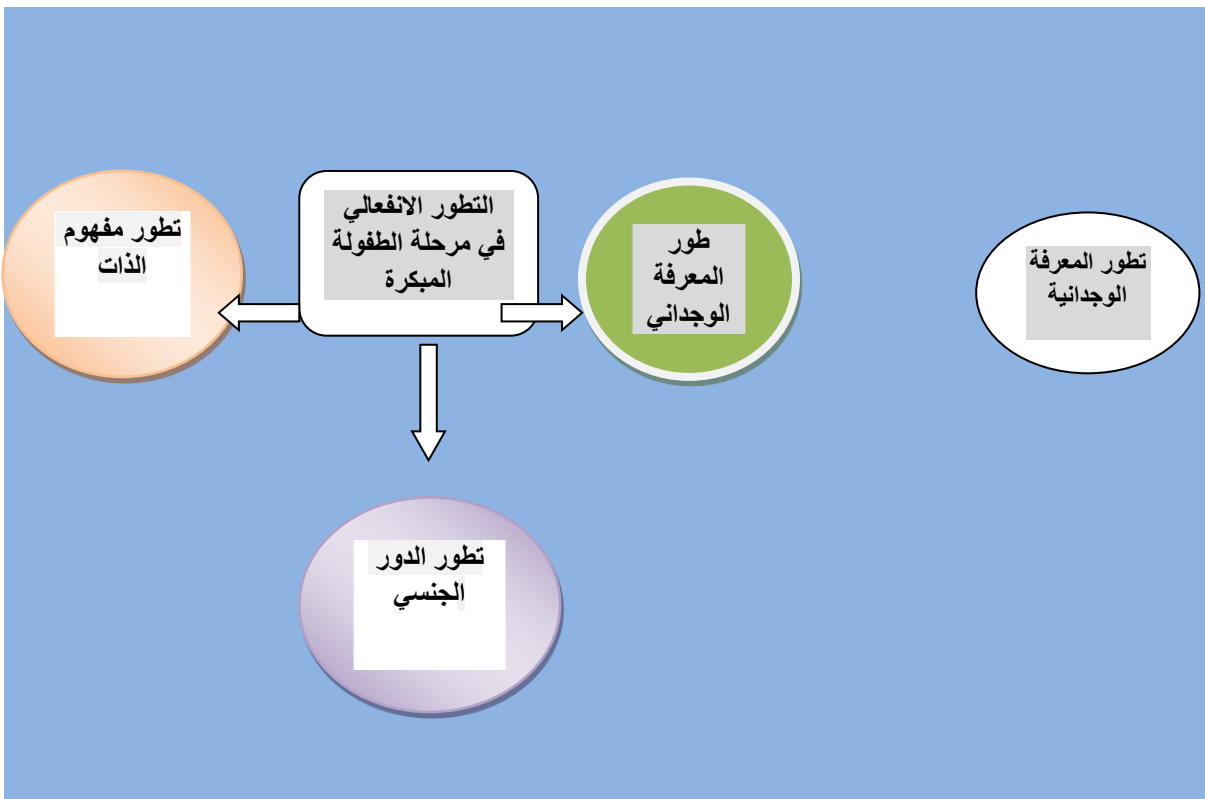 التطور الانفعالي
في مرحلة الطفولة
المبكرة
تطور المعرفة
الوجدانية
طور
المعرفة
الوجداني
تطور مفهوم
الذات
تطور الدور
الجنسي